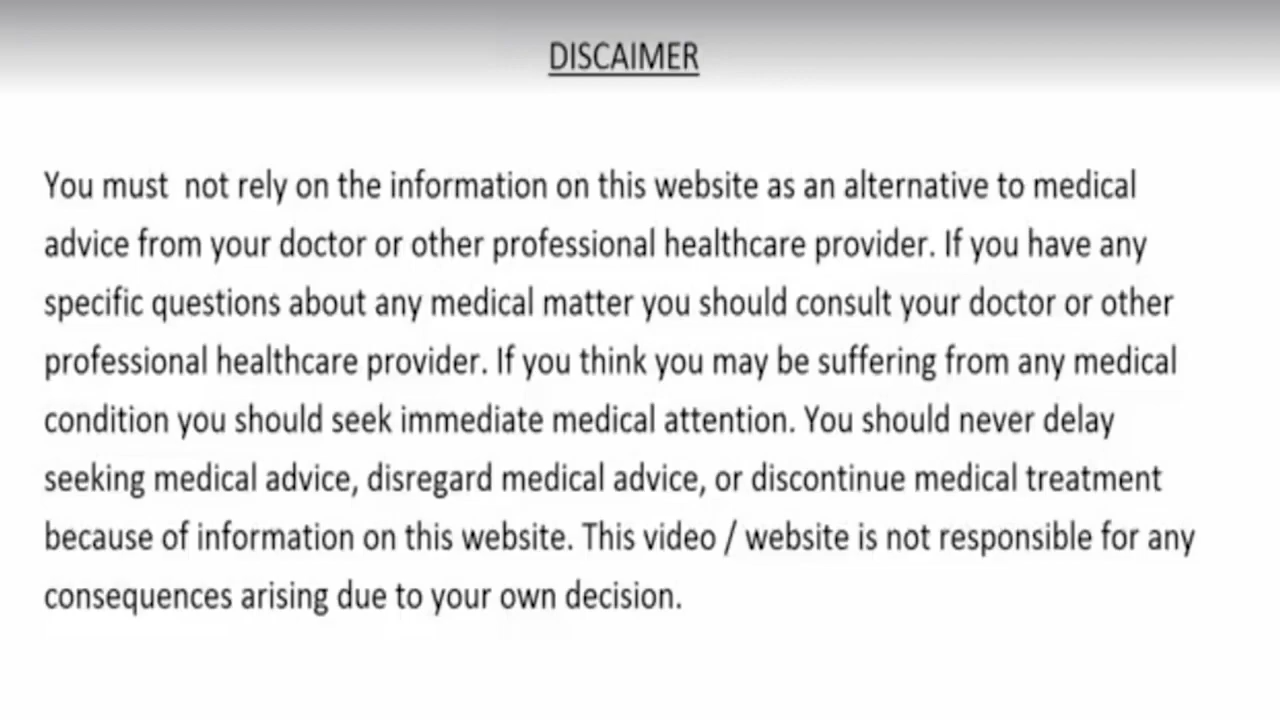 DISCAIMER
You must  not rely on the information on this website as an alternative to medical
advice from your doctor or other professional healthcare provider. If you have any
specific questions about any medical matter you should consult your doctor or other
professional healthcare provider. If you think you may be suffering from any medical
condition you should seek immediate medical attention. You should never delay
seeking medical advice, disregard medical advice, or discontinue medical treatment
because of information on this website. This video / website is not responsible for any
consequences arising due to your own decision.